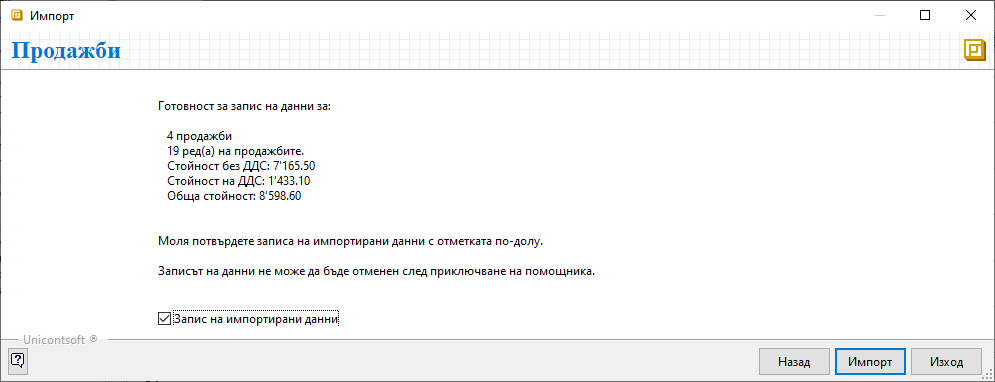 Импорт
Продажби
Готовност за запис на данни за:
4 продажби
19 ред(а) на продажбите.
Стойност без ДДС: 7'165.50
Стойност на ДДС: 1'433.10
Обща стойност: 8'598.60
Моля потвърдете записа на импортирани данни с отметката по-долу.
Записът на данни не може да бъде отменен след приключване на помощника.
Запис на импортирани данни
Unicontsoft ®
Назад
Импорт
Изход